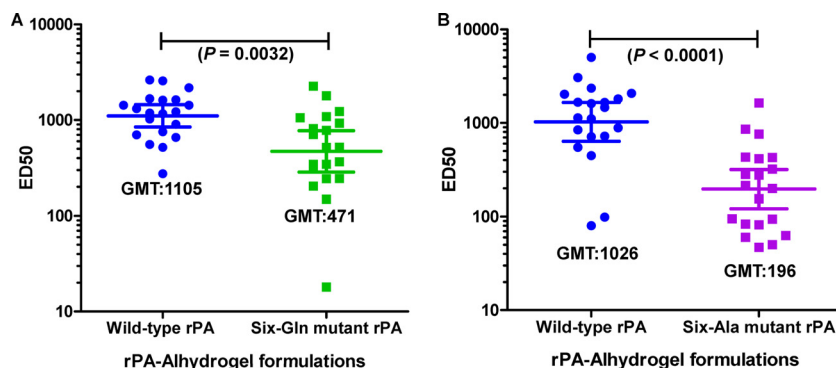 A
10000
(P = 0.0032)
1000
ED50
GMT:1105
GMT:471
100
10
Wild-type rPA Six-Gln mutant rPA
rPA-Alhydrogel formulations
B
10000
(P < 0.0001)
1000
ED50
GMT:1026
GMT:196
100
10
Wild-type rPA Six-Ala mutant rPA
rPA-Alhydrogel formulations